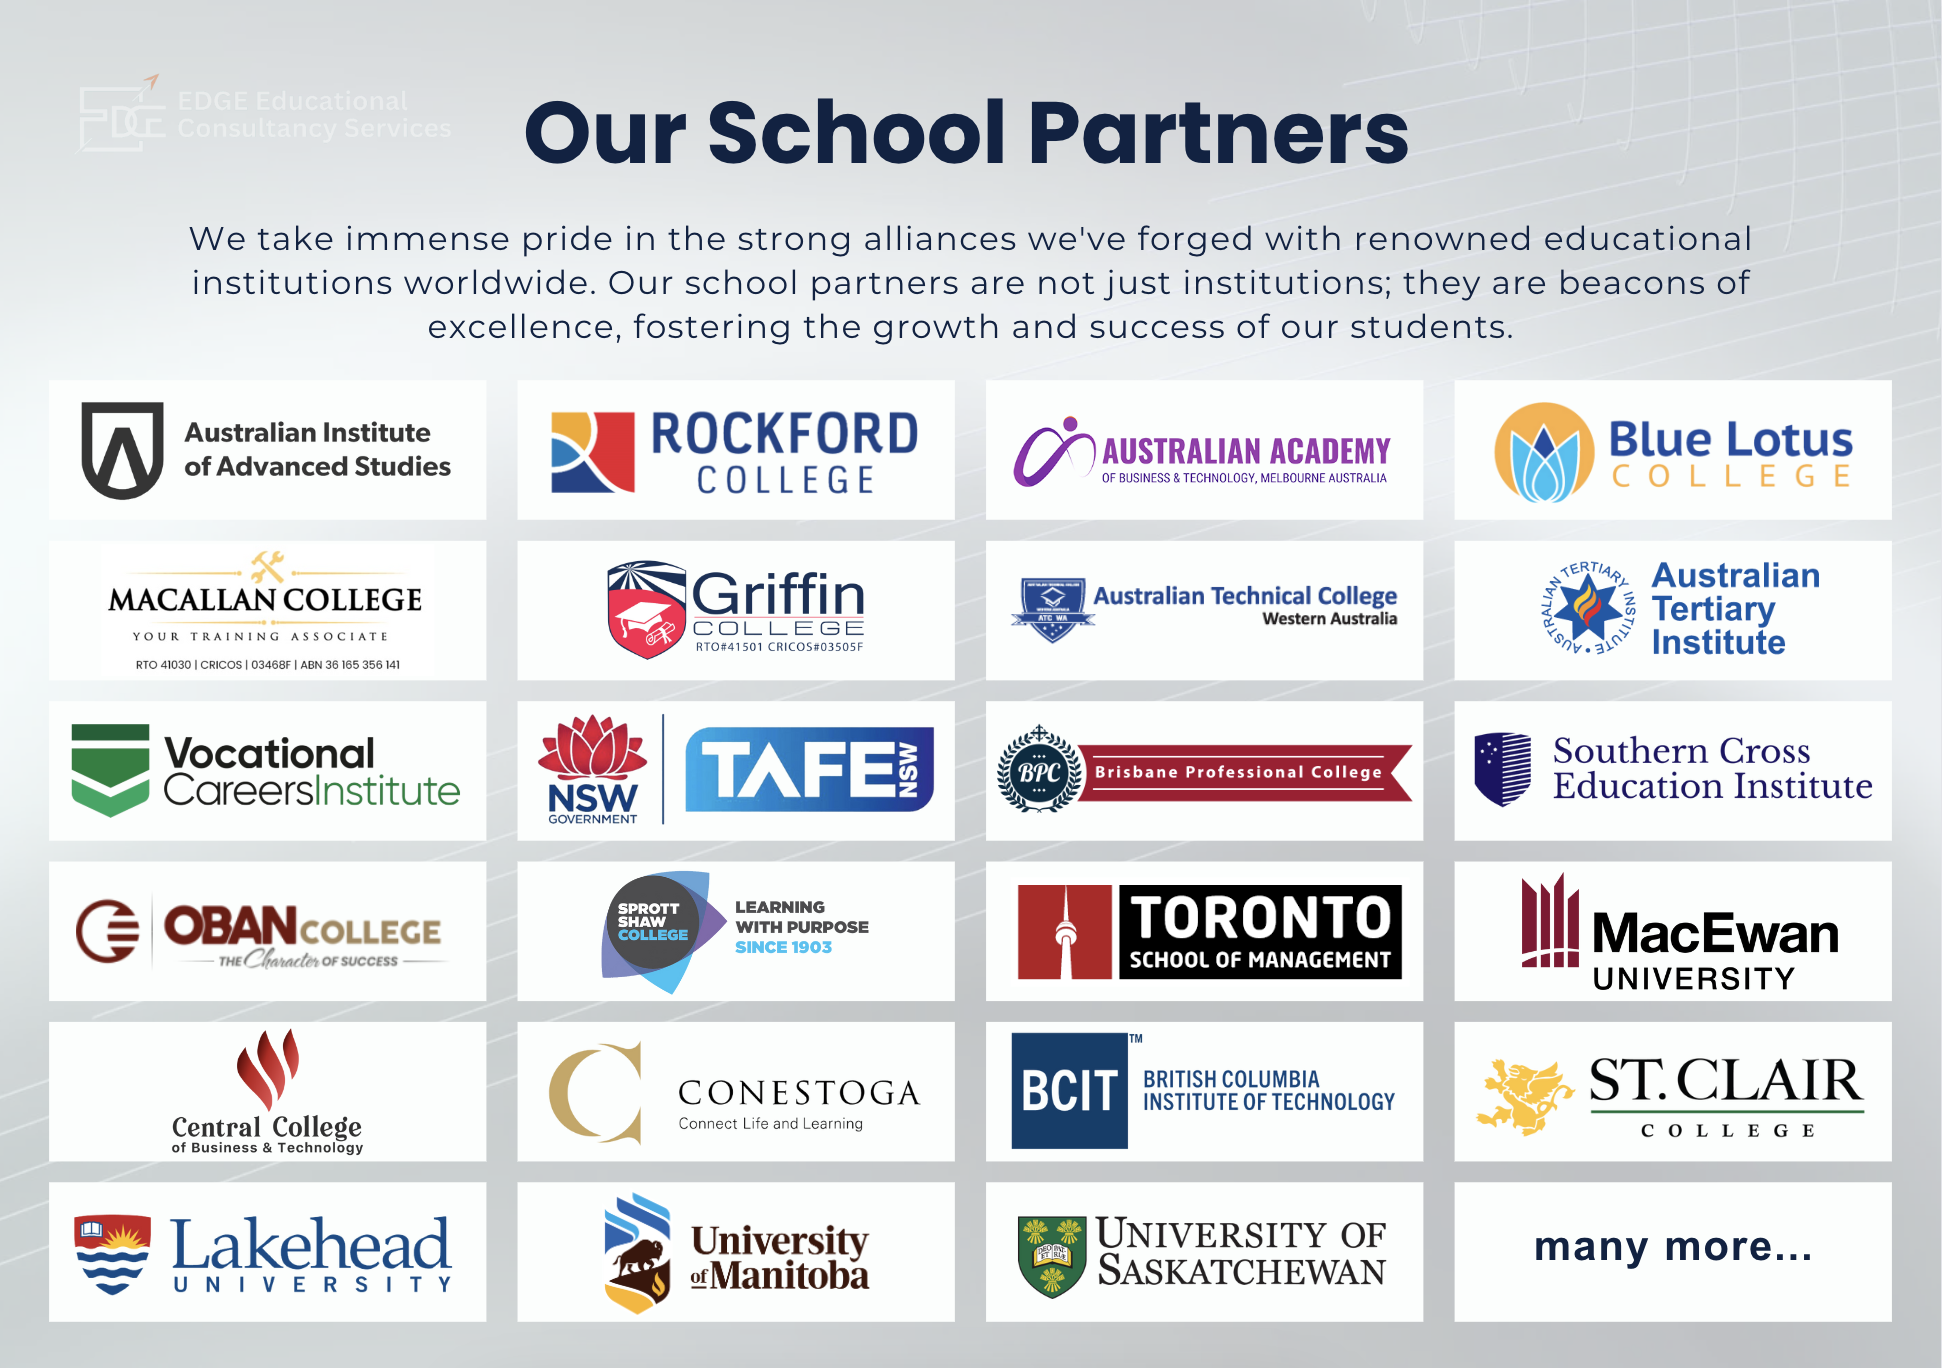 EDGE Educational
Consultancy Services
Our School Partners
We take immense pride in the strong alliances we've forged with renowned educational
institutions worldwide. Our school partners are not just institutions; they are beacons of
excellence, fostering the growth and success of our students.
Australian Institute
of Advanced Studies
ROCKFORD
COLLEGE
AUSTRALIAN ACADEMY
OF BUSINESS & TECHNOLOGY, MELBOURNE AUSTRALIA
Blue Lotus
COLLEGE
MACALLAN COLLEGE
YOUR TRAINING ASSOCIATE
RTO 41030 | CRICOS | 03468F | ABN 36 165 356 141
Griffin
COLLEGE
RTO#41501 CRICOS#03505F
ATC WA
Australian Technical College
Western Australia
AUSTRALIAN TERTIARY INSTITUTE
Australian
Tertiary
Institute
Vocational
CareersInstitute
NSW
GOVERNMENT
TAFE NSW
BPC
Brisbane Professional College
Southern Cross
Education Institute
OBAN COLLEGE
THE Character OF SUCCESS
SPROTT
SHAW
COLLEGE
LEARNING
WITH PURPOSE
SINCE 1903
TORONTO
SCHOOL OF MANAGEMENT
MacEwan
UNIVERSITY
Central College
of Business & Technology
CONESTOGA
Connect Life and Learning
BCIT™
BRITISH COLUMBIA
INSTITUTE OF TECHNOLOGY
ST. CLAIR
COLLEGE
Lakehead
UNIVERSITY
University
of Manitoba
DEO PAT
ET RIÆ
UNIVERSITY OF
SASKATCHEWAN
many more...